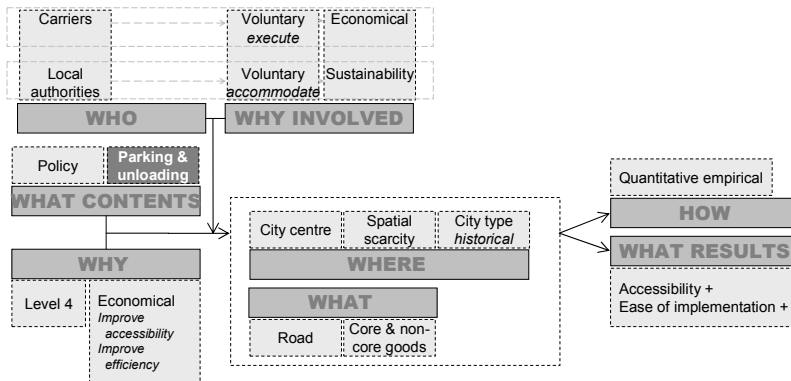 Carriers
Voluntary
execute
Economical
Local
authorities
Voluntary
accommodate
Sustainability
WHO
WHY INVOLVED
Policy
Parking &
unloading
WHAT CONTENTS
WHY
Level 4
Economical
Improve
accessibility
Improve
efficiency
City centre
Spatial
scarcity
City type
historical
WHERE
WHAT
Road
Core & non-
core goods
Quantitative empirical
HOW
WHAT RESULTS
Accessibility +
Ease of implementation +